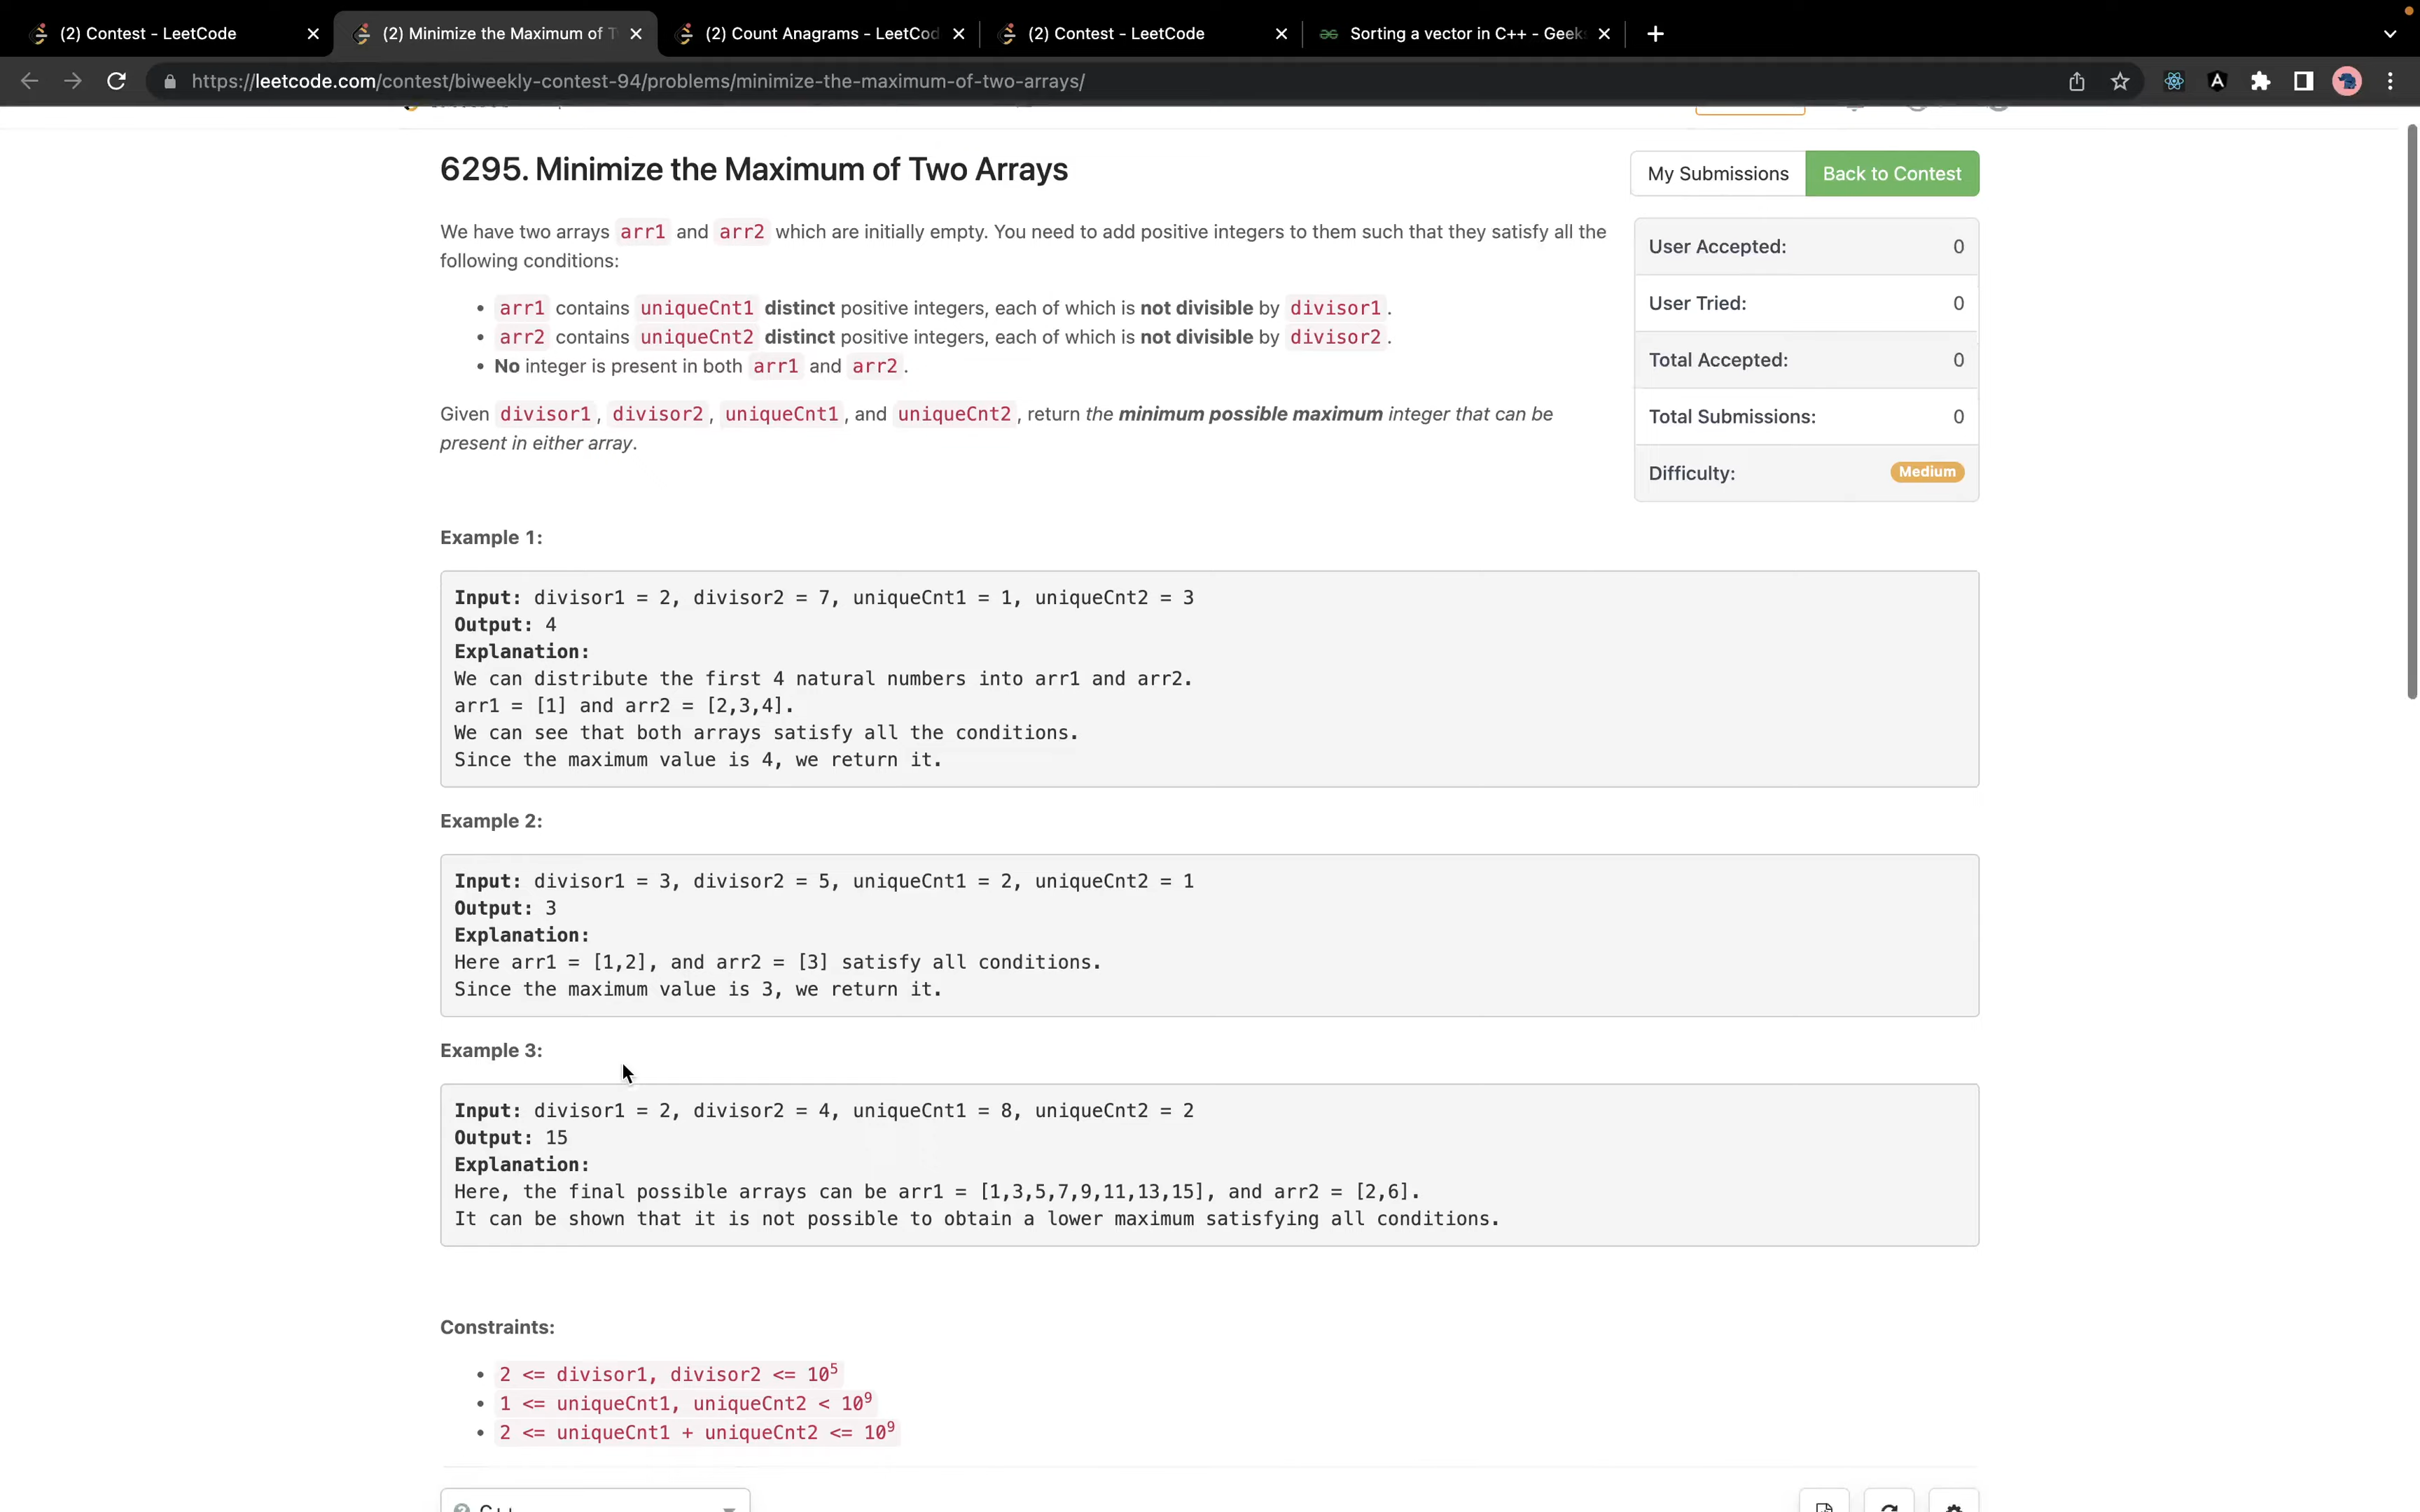 (2) Contest - LeetCode
(2) Minimize the Maximum of T
(2) Count Anagrams - LeetCod
(2) Contest - LeetCode
Sorting a vector in C++ - Geek
https://leetcode.com/contest/biweekly-contest-94/problems/minimize-the-maximum-of-two-arrays/
6295. Minimize the Maximum of Two Arrays
My Submissions
Back to Contest
We have two arrays arr1 and arr2 which are initially empty. You need to add positive integers to them such that they satisfy all the
following conditions:
• arr1 contains uniqueCnt1 distinct positive integers, each of which is not divisible by divisor1.
• arr2 contains uniqueCnt2 distinct positive integers, each of which is not divisible by divisor2.
• No integer is present in both arr1 and arr2.
Given divisor1, divisor2, uniqueCnt1, and uniqueCnt2, return the minimum possible maximum integer that can be
present in either array.
User Accepted: 0
User Tried: 0
Total Accepted: 0
Total Submissions: 0
Difficulty: Medium
Example 1:
Input: divisor1 = 2, divisor2 = 7, uniqueCnt1 = 1, uniqueCnt2 = 3
Output: 4
Explanation:
We can distribute the first 4 natural numbers into arr1 and arr2.
arr1 = [1] and arr2 = [2,3,4].
We can see that both arrays satisfy all the conditions.
Since the maximum value is 4, we return it.
Example 2:
Input: divisor1 = 3, divisor2 = 5, uniqueCnt1 = 2, uniqueCnt2 = 1
Output: 3
Explanation:
Here arr1 = [1,2], and arr2 = [3] satisfy all conditions.
Since the maximum value is 3, we return it.
Example 3:
Input: divisor1 = 2, divisor2 = 4, uniqueCnt1 = 8, uniqueCnt2 = 2
Output: 15
Explanation:
Here, the final possible arrays can be arr1 = [1,3,5,7,9,11,13,15], and arr2 = [2,6].
It can be shown that it is not possible to obtain a lower maximum satisfying all conditions.
Constraints:
• 2 <= divisor1, divisor2 <= 10⁵
• 1 <= uniqueCnt1, uniqueCnt2 < 10⁹
• 2 <= uniqueCnt1 + uniqueCnt2 <= 10⁹
C++